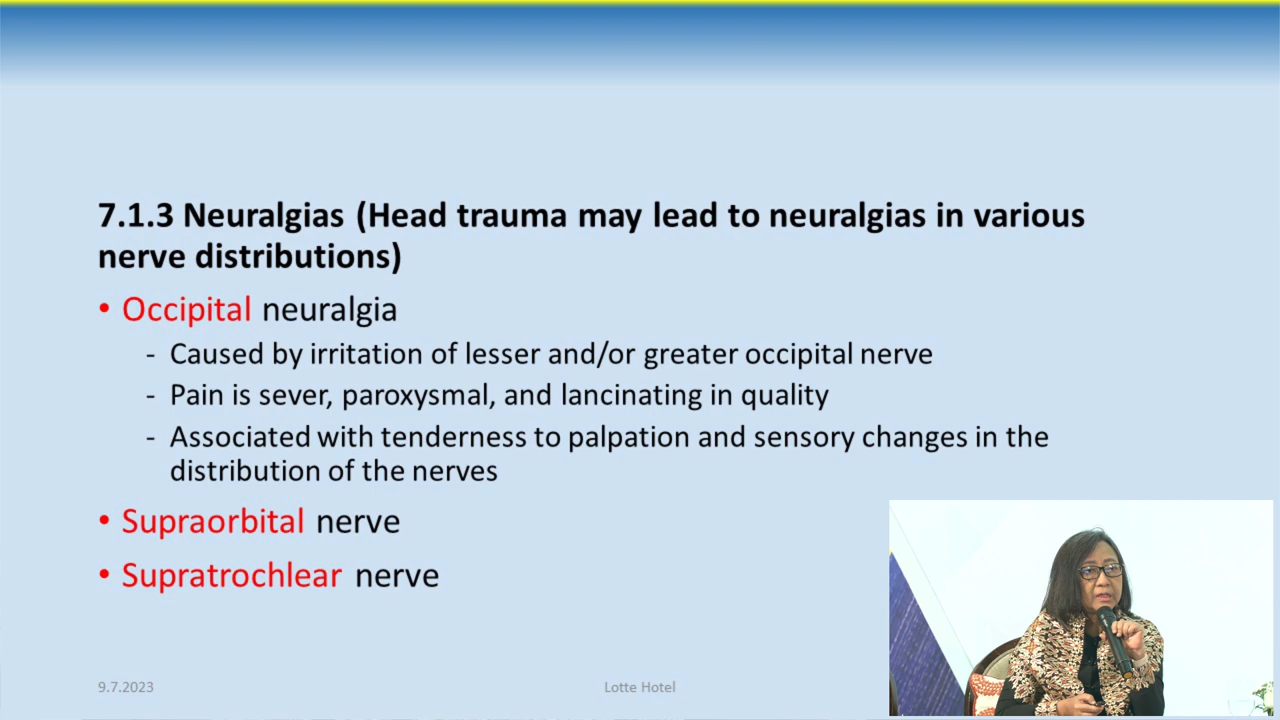 7.1.3 Neuralgias (Head trauma may lead to neuralgias in various
nerve distributions)
• Occipital neuralgia
- Caused by irritation of lesser and/or greater occipital nerve
- Pain is sever, paroxysmal, and lancinating in quality
- Associated with tenderness to palpation and sensory changes in the
distribution of the nerves
• Supraorbital nerve
• Supratrochlear nerve
9.7.2023
Lotte Hotel